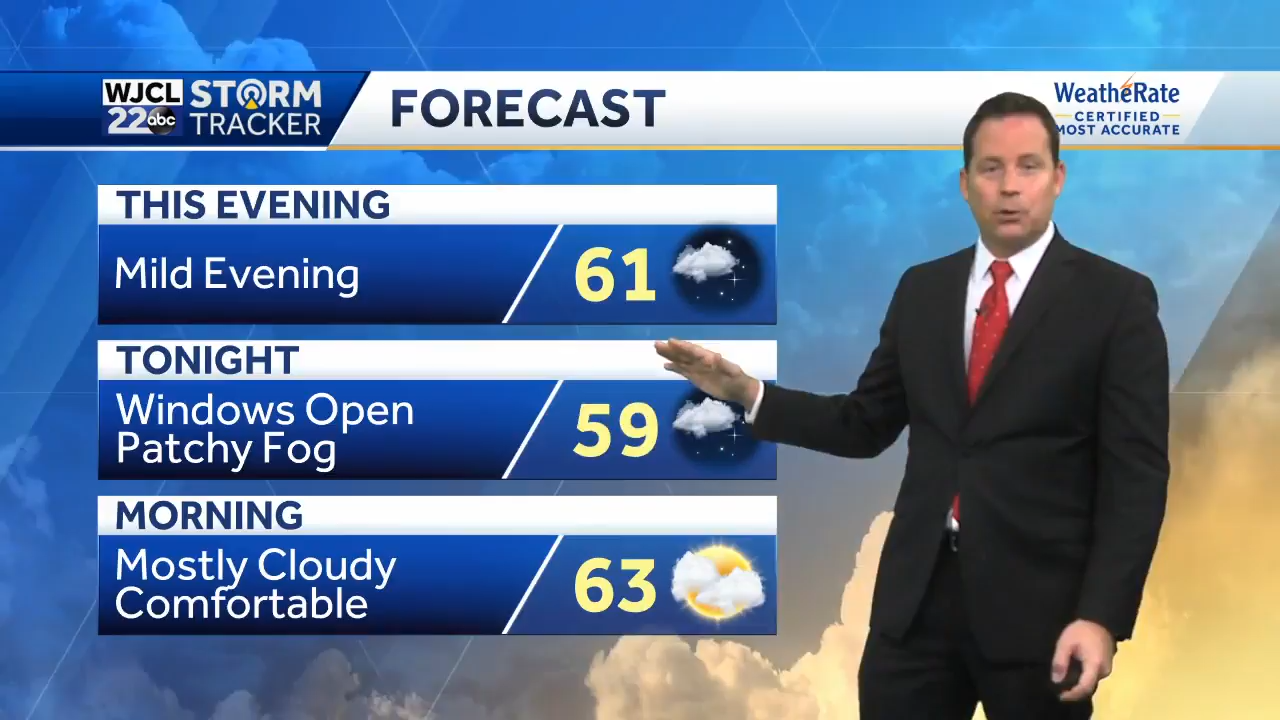 WJCL
22 abc
STORM
TRACKER
FORECAST
WeatheRate
CERTIFIED
MOST ACCURATE
THIS EVENING
Mild Evening
61
TONIGHT
Windows Open
Patchy Fog
59
MORNING
Mostly Cloudy
Comfortable
63